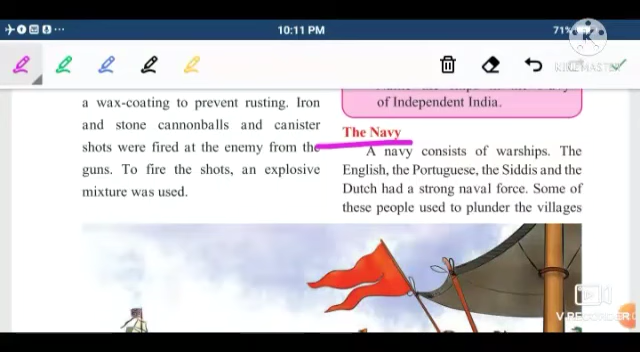 10:11 PM
71%
KINEMASTER
a wax-coating to prevent rusting. Iron
and stone cannonballs and canister
shots were fired at the enemy from the
guns. To fire the shots, an explosive
mixture was used.
of Independent India.
The Navy
A navy consists of warships. The
English, the Portuguese, the Siddis and the
Dutch had a strong naval force. Some of
these people used to plunder the villages
V.RECORDER